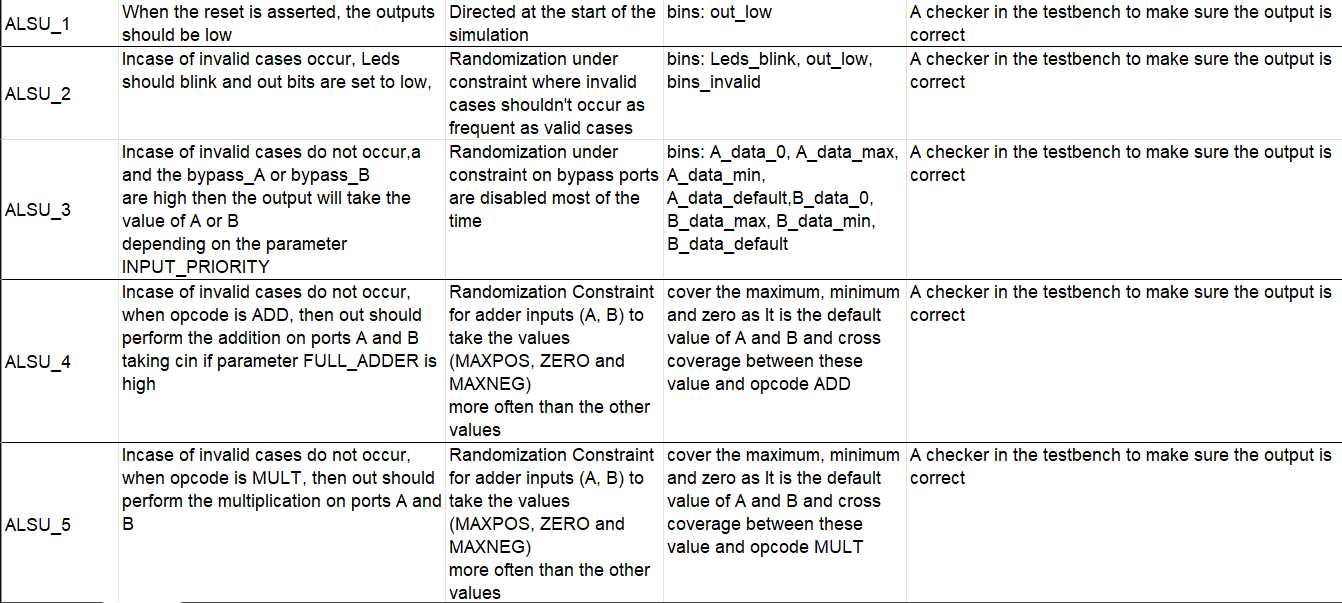 ALSU_1
When the reset is asserted, the outputs
should be low
Directed at the start of the
simulation
bins: out_low
A checker in the testbench to make sure the output is
correct
ALSU_2
Incase of invalid cases occur, Leds
should blink and out bits are set to low,
Randomization under
constraint where invalid
cases shouldn't occur as
frequent as valid cases
bins: Leds_blink, out_low,
bins_invalid
A checker in the testbench to make sure the output is
correct
ALSU_3
Incase of invalid cases do not occur,a
and the bypass_A or bypass_B
are high then the output will take the
value of A or B
depending on the parameter
INPUT_PRIORITY
Randomization under
constraint on bypass ports
are disabled most of the
time
bins: A_data_0, A_data_max,
A_data_min,
A_data_default,B_data_0,
B_data_max, B_data_min,
B_data_default
A checker in the testbench to make sure the output is
correct
ALSU_4
Incase of invalid cases do not occur,
when opcode is ADD, then out should
perform the addition on ports A and B
taking cin if parameter FULL_ADDER is
high
Randomization Constraint
for adder inputs (A, B) to
take the values
(MAXPOS, ZERO and
MAXNEG)
more often than the other
values
cover the maximum, minimum
and zero as It is the default
value of A and B and cross
coverage between these
value and opcode ADD
A checker in the testbench to make sure the output is
correct
ALSU_5
Incase of invalid cases do not occur,
when opcode is MULT, then out should
perform the multiplication on ports A and
B
Randomization Constraint
for adder inputs (A, B) to
take the values
(MAXPOS, ZERO and
MAXNEG)
more often than the other
values
cover the maximum, minimum
and zero as It is the default
value of A and B and cross
coverage between these
value and opcode MULT
A checker in the testbench to make sure the output is
correct